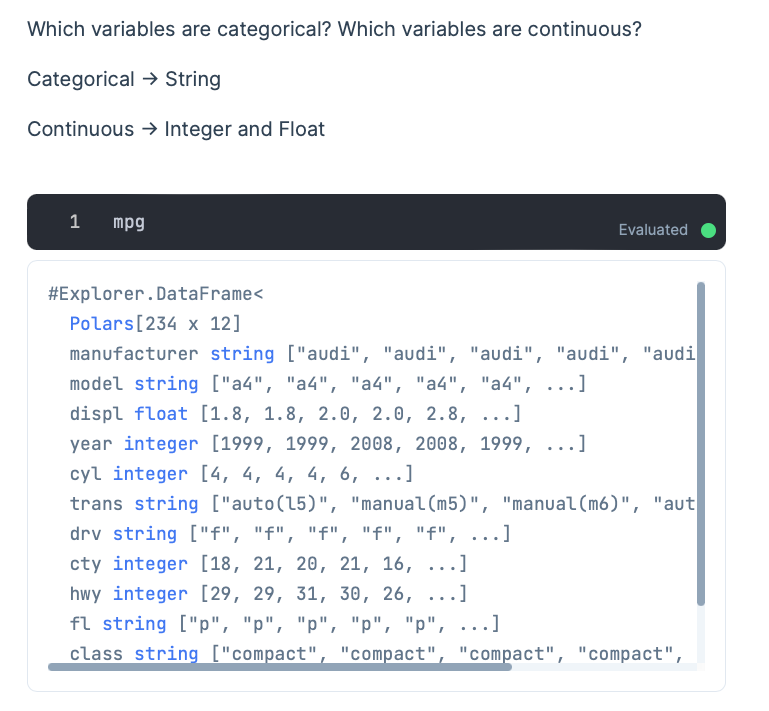 Which variables are categorical? Which variables are continuous?
Categorical → String
Continuous → Integer and Float
1 mpg
Evaluated
#Explorer.DataFrame<
Polars[234 x 12]
manufacturer string ["audi", "audi", "audi", "audi", "audi
model string ["a4", "a4", "a4", "a4", "a4", ...]
displ float [1.8, 1.8, 2.0, 2.0, 2.8, ...]
year integer [1999, 1999, 2008, 2008, 1999, ...]
cyl integer [4, 4, 4, 4, 6, ...]
trans string ["auto(l5)", "manual(m5)", "manual(m6)", "aut
drv string ["f", "f", "f", "f", "f", ...]
cty integer [18, 21, 20, 21, 16, ...]
hwy integer [29, 29, 31, 30, 26, ...]
fl string ["p", "p", "p", "p", "p", ...]
class string ["compact", "compact", "compact", "compact",